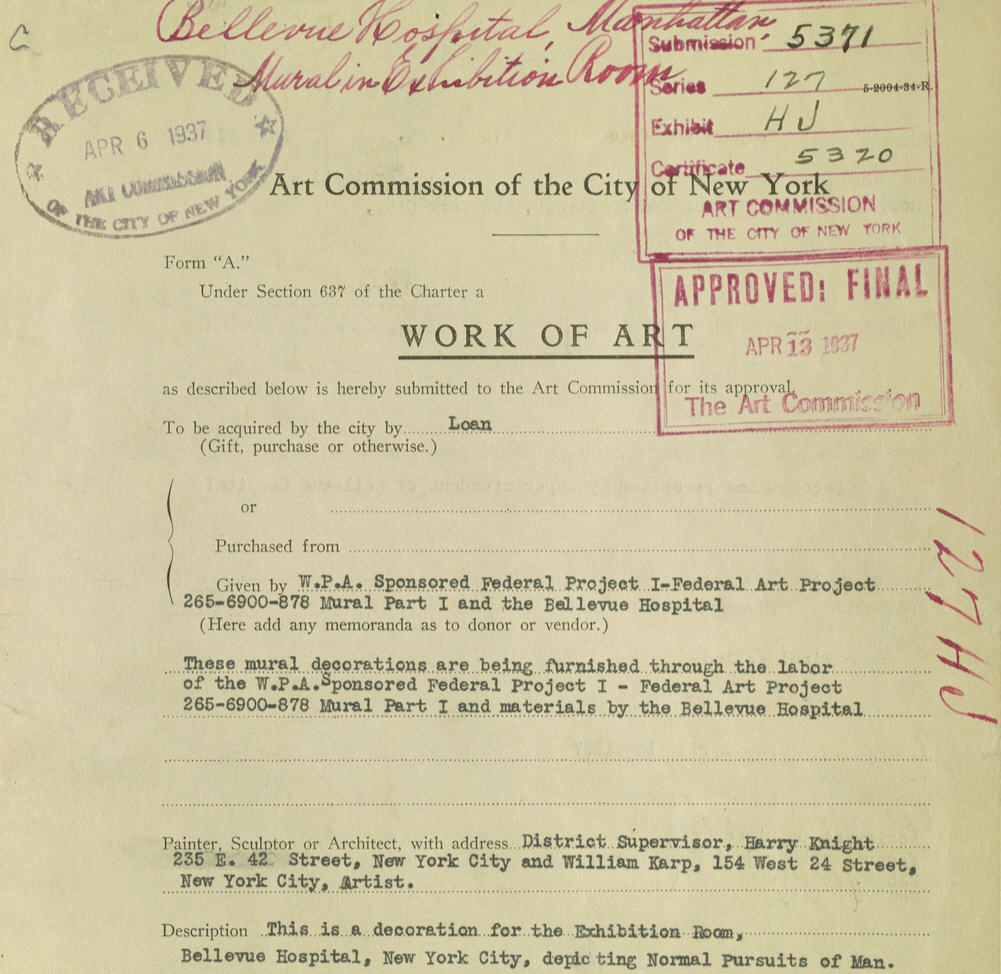 C
Bellevue Hospital, Manhattan
Mural in Exhibition Room
RECEIVED
APR 6 1937
ART COMMISSION
OF THE CITY OF NEW YORK
Submission 5371
Series 127
5-2004-34-R.
Exhibit HJ
Certificate 5320
ART COMMISSION
OF THE CITY OF NEW YORK
Art Commission of the City of New York
APPROVED: FINAL
APR 13 1937
The Art Commission
Form “A.”
Under Section 637 of the Charter a
WORK OF ART
as described below is hereby submitted to the Art Commission for its approval.
To be acquired by the city by Loan
(Gift, purchase or otherwise.)
or
Purchased from
Given by W.P.A. Sponsored Federal Project I-Federal Art Project
265-6900-878 Mural Part I and the Bellevue Hospital
(Here add any memoranda as to donor or vendor.)
127 HJ
These mural decorations are being furnished through the labor
of the W.P.A. Sponsored Federal Project I - Federal Art Project
265-6900-878 Mural Part I and materials by the Bellevue Hospital
Painter, Sculptor or Architect, with address District Supervisor, Harry Knight
235 E. 42 Street, New York City and William Karp, 154 West 24 Street,
New York City, Artist.
Description This is a decoration for the Exhibition Room,
Bellevue Hospital, New York City, depicting Normal Pursuits of Man.